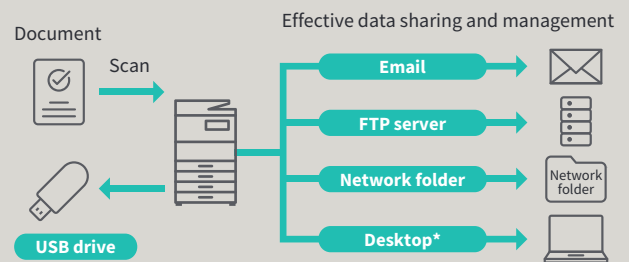 Effective data sharing and management
Document
Scan
Email
FTP server
Network folder
Network
folder
Desktop*
USB drive